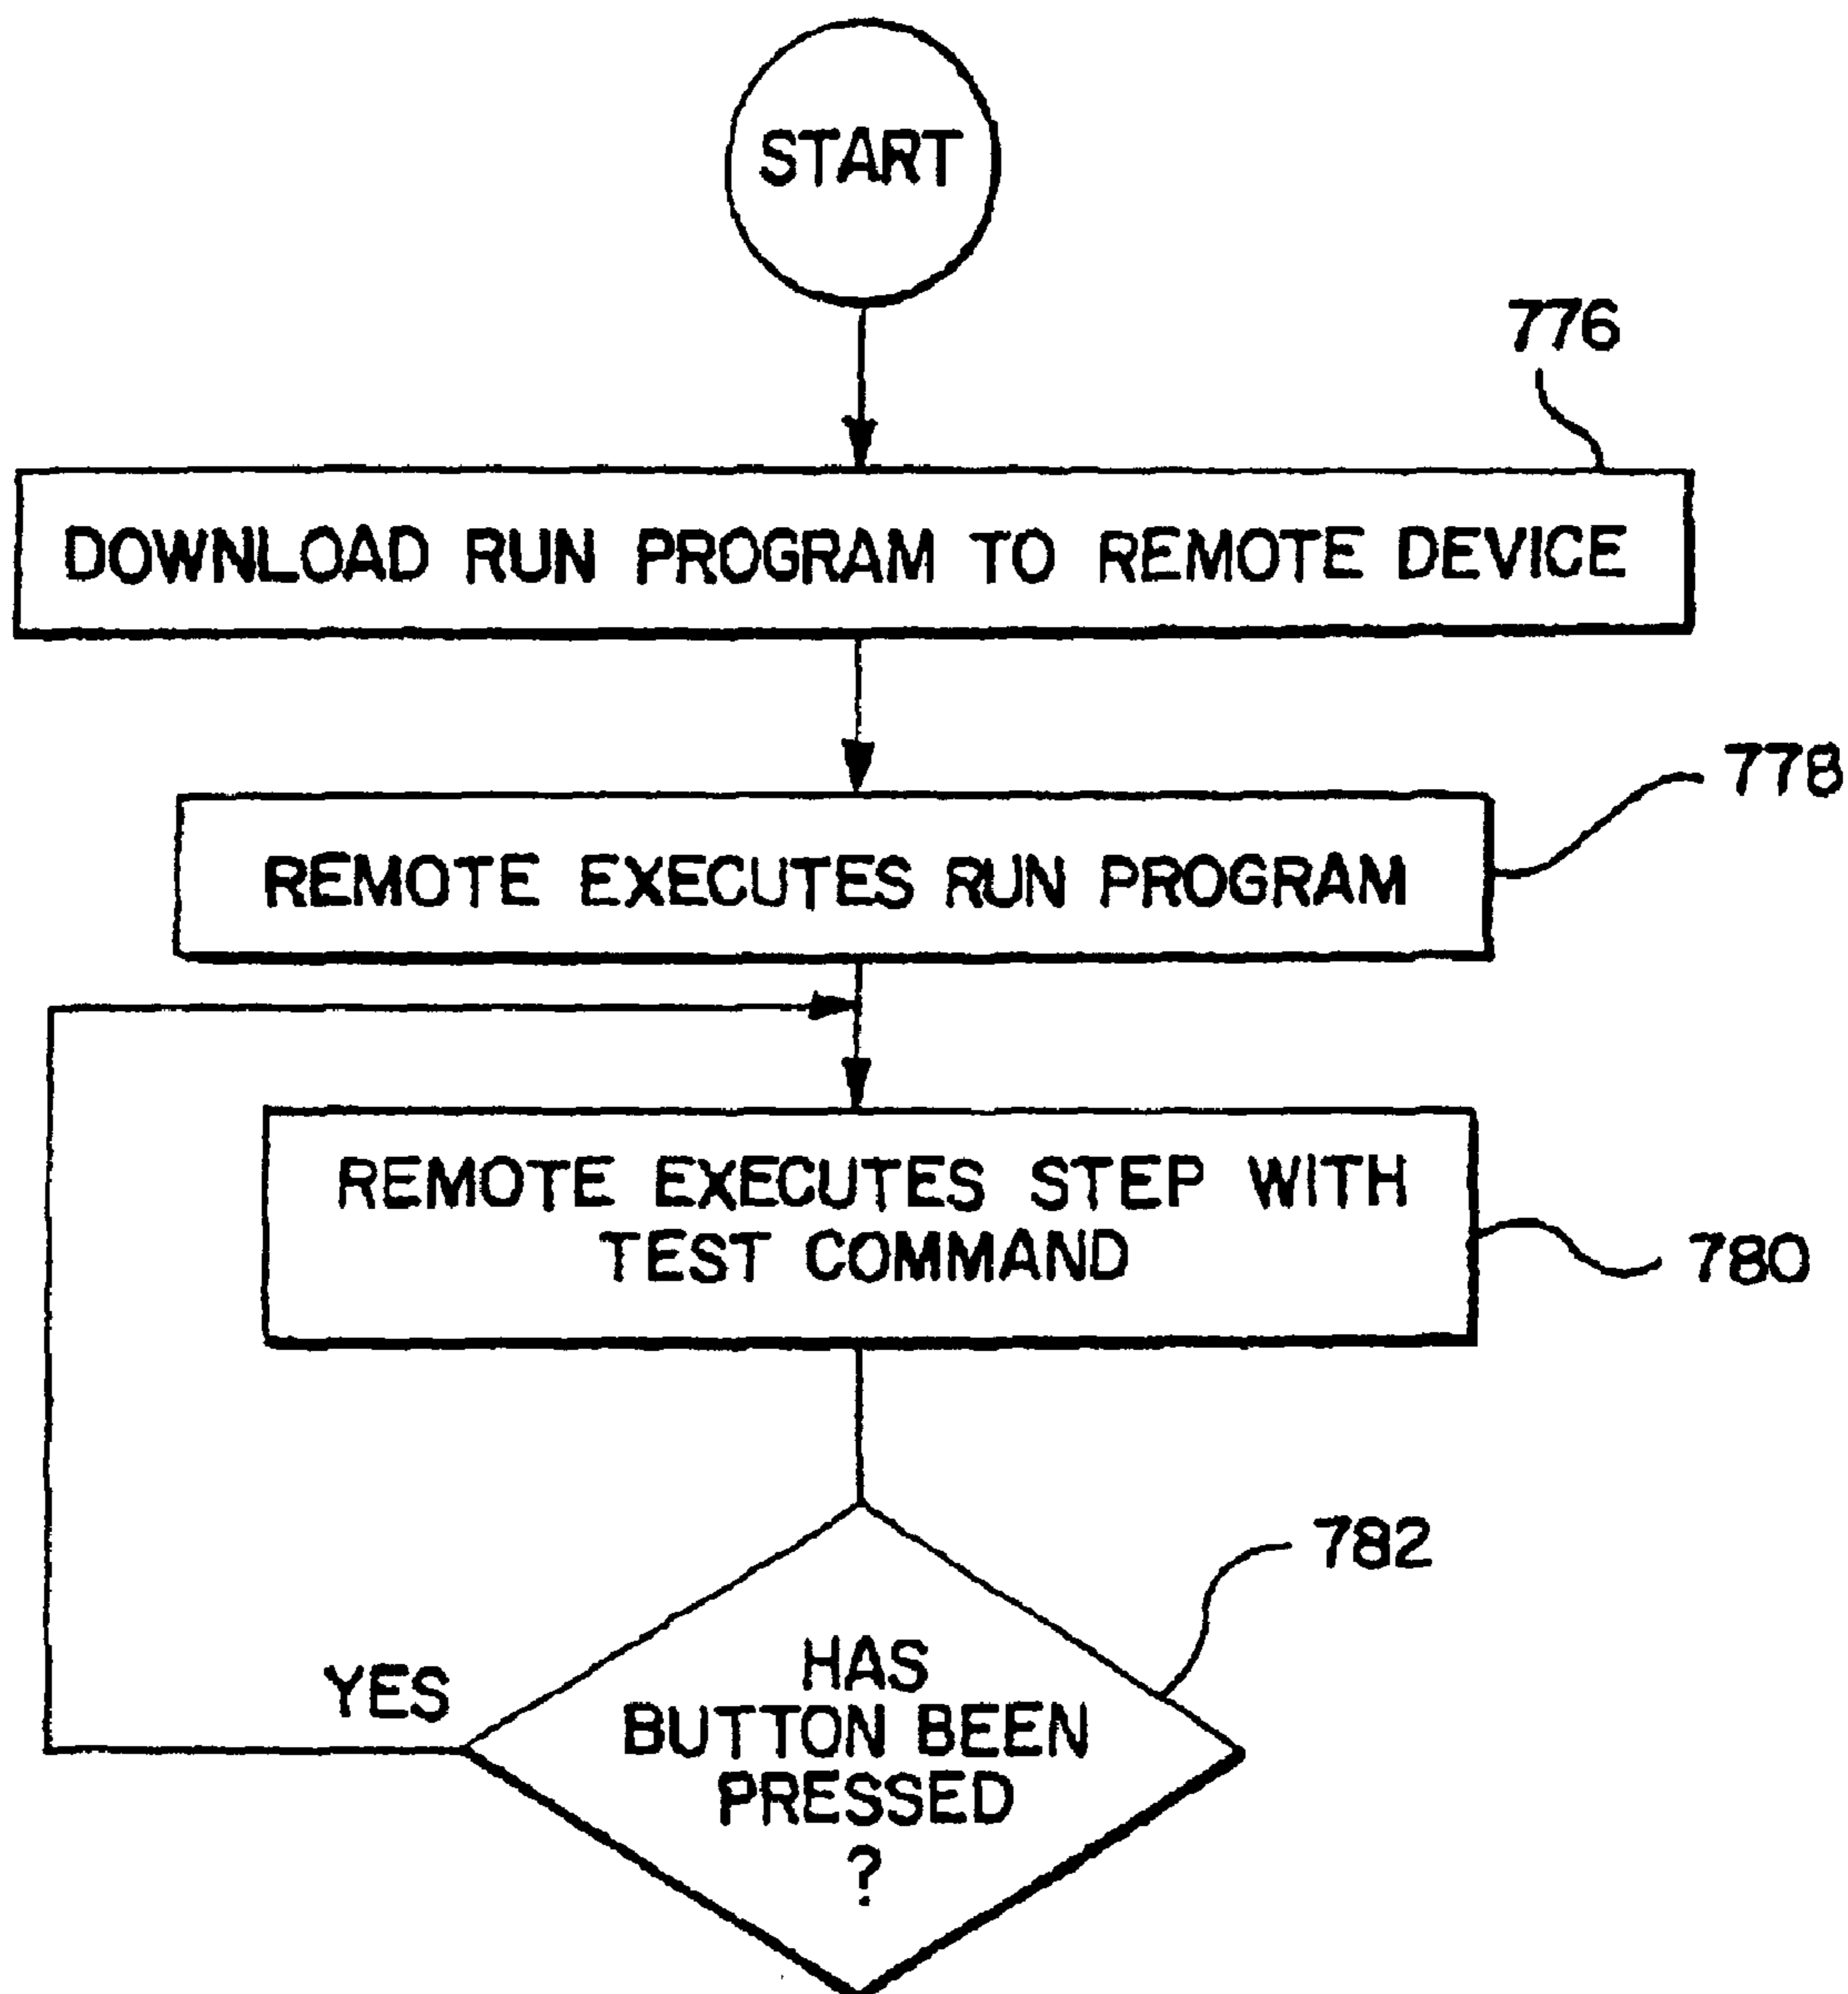 START
776
DOWNLOAD RUN PROGRAM TO REMOTE DEVICE
778
REMOTE EXECUTES RUN PROGRAM
REMOTE EXECUTES STEP WITH
TEST COMMAND
780
782
YES
HAS
BUTTON BEEN
PRESSED
?